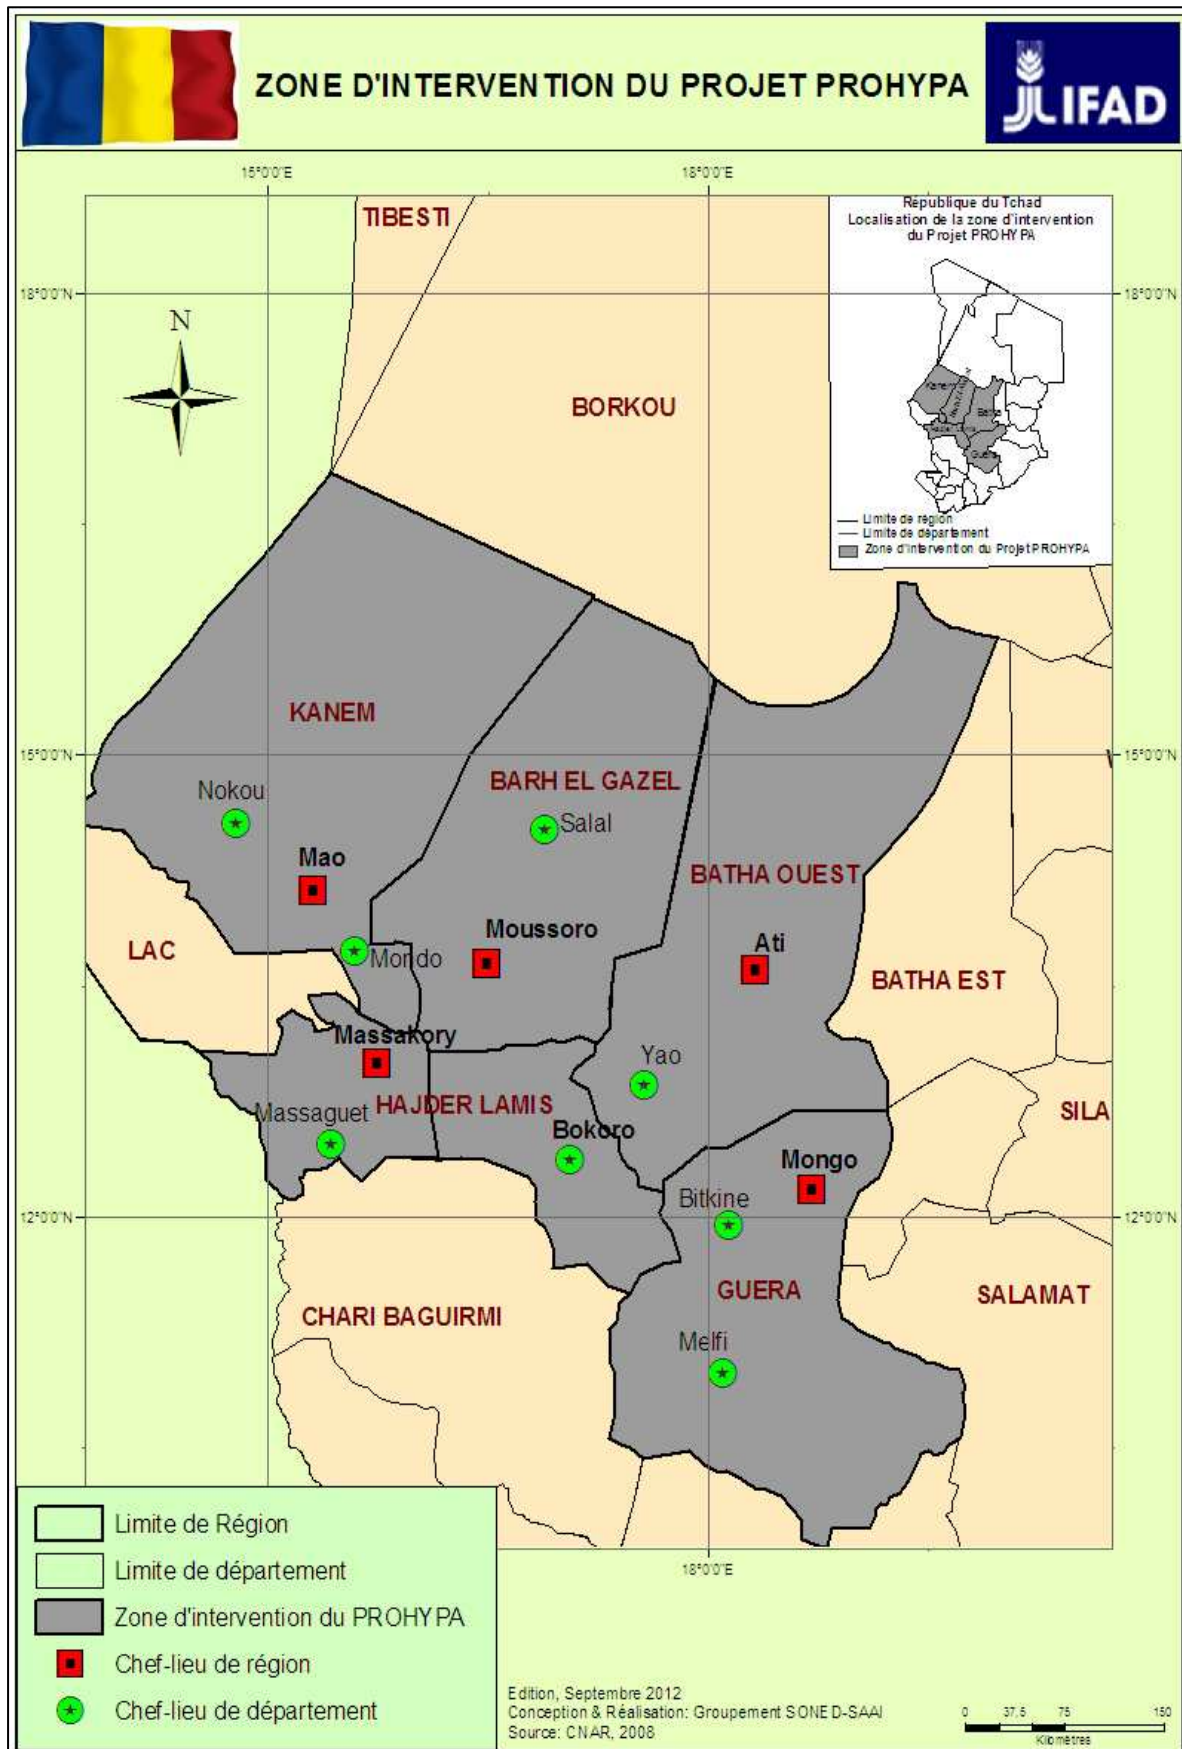 ZONE D'INTERVENTION DU PROJET PROHYPA
IFAD
15°0'0"E
18°0'0"E
République du Tchad
Localisation de la zone d'intervention
du Projet PROHYPA
Kanem
Batha
Guera
Limite de région
Limite de département
Zone d'intervention du Projet PROHYPA
TIBESTI
18°0'0"N
18°0'0"N
N
BORKOU
KANEM
15°0'0"N
15°0'0"N
BARH EL GAZEL
Nokou
Salal
Mao
BATHA OUEST
Moussoro
Ati
LAC
Mondo
BATHA EST
Massakory
Yao
HAJDER LAMIS
SILA
Massaguet
Bokoro
Mongo
Bitkine
12°0'0"N
12°0'0"N
GUERA
SALAMAT
CHARI BAGUIRMI
Melfi
18°0'0"E
Limite de Région
Limite de département
Zone d'intervention du PROHYPA
Chef-lieu de région
Chef-lieu de département
Edition, Septembre 2012
Conception & Réalisation: Groupement SONED-SAAI
Source: CNAR, 2008
0 37,5 75 150
Kilomètres